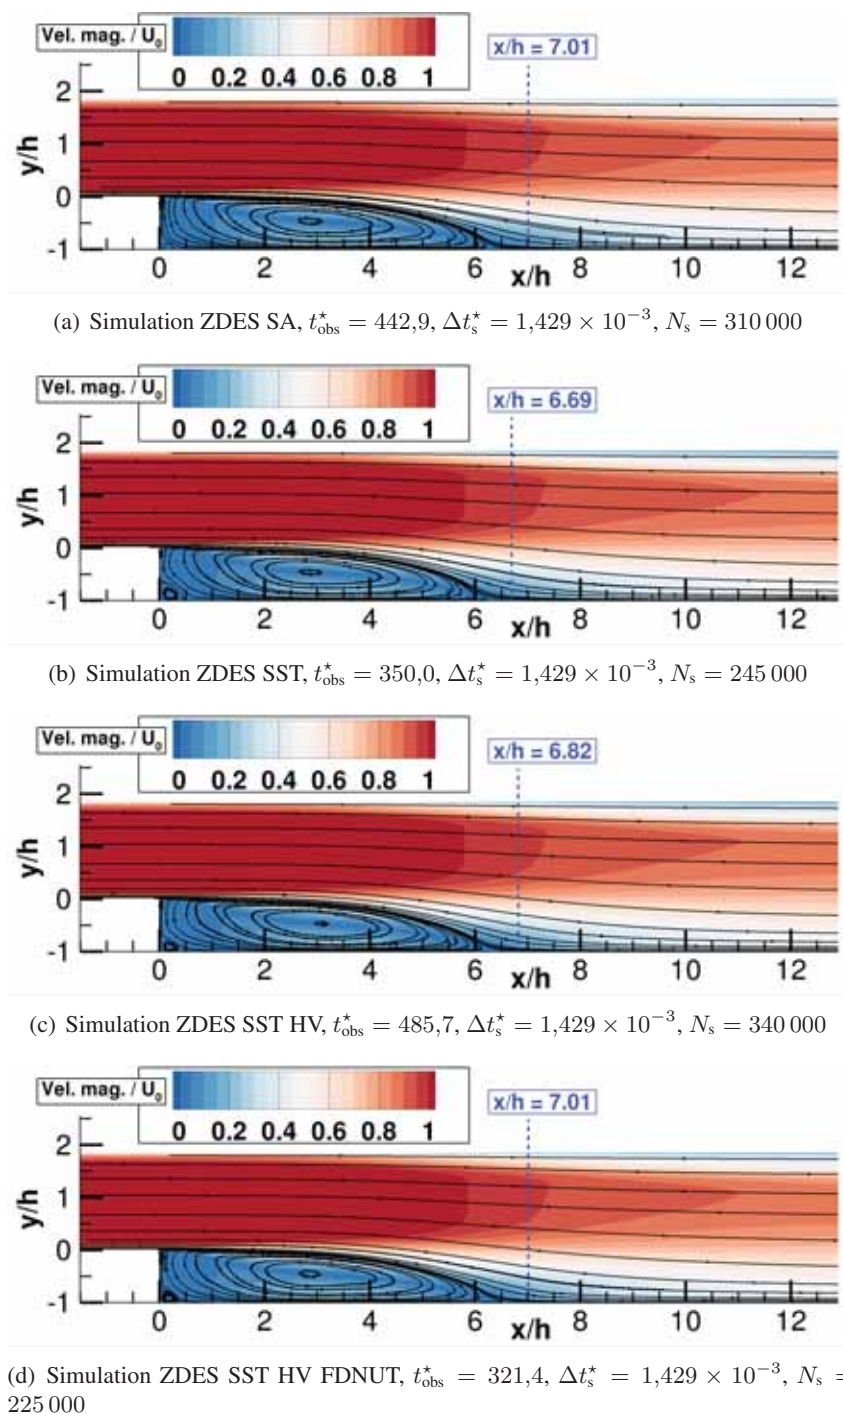 Vel. mag. / U₀
0 0.2 0.4 0.6 0.8 1
x/h = 7.01
2
1
0
-1
y/h
0 2 4 6 x/h 8 10 12
(a) Simulation ZDES SA, t⋆obs = 442,9, Δt⋆s = 1,429 × 10⁻³, Ns = 310 000
Vel. mag. / U₀
0 0.2 0.4 0.6 0.8 1
x/h = 6.69
2
1
0
-1
y/h
0 2 4 6 x/h 8 10 12
(b) Simulation ZDES SST, t⋆obs = 350,0, Δt⋆s = 1,429 × 10⁻³, Ns = 245 000
Vel. mag. / U₀
0 0.2 0.4 0.6 0.8 1
x/h = 6.82
2
1
0
-1
y/h
0 2 4 6 x/h 8 10 12
(c) Simulation ZDES SST HV, t⋆obs = 485,7, Δt⋆s = 1,429 × 10⁻³, Ns = 340 000
Vel. mag. / U₀
0 0.2 0.4 0.6 0.8 1
x/h = 7.01
2
1
0
-1
y/h
0 2 4 6 x/h 8 10 12
(d) Simulation ZDES SST HV FDNUT, t⋆obs = 321,4, Δt⋆s = 1,429 × 10⁻³, Ns =
225 000